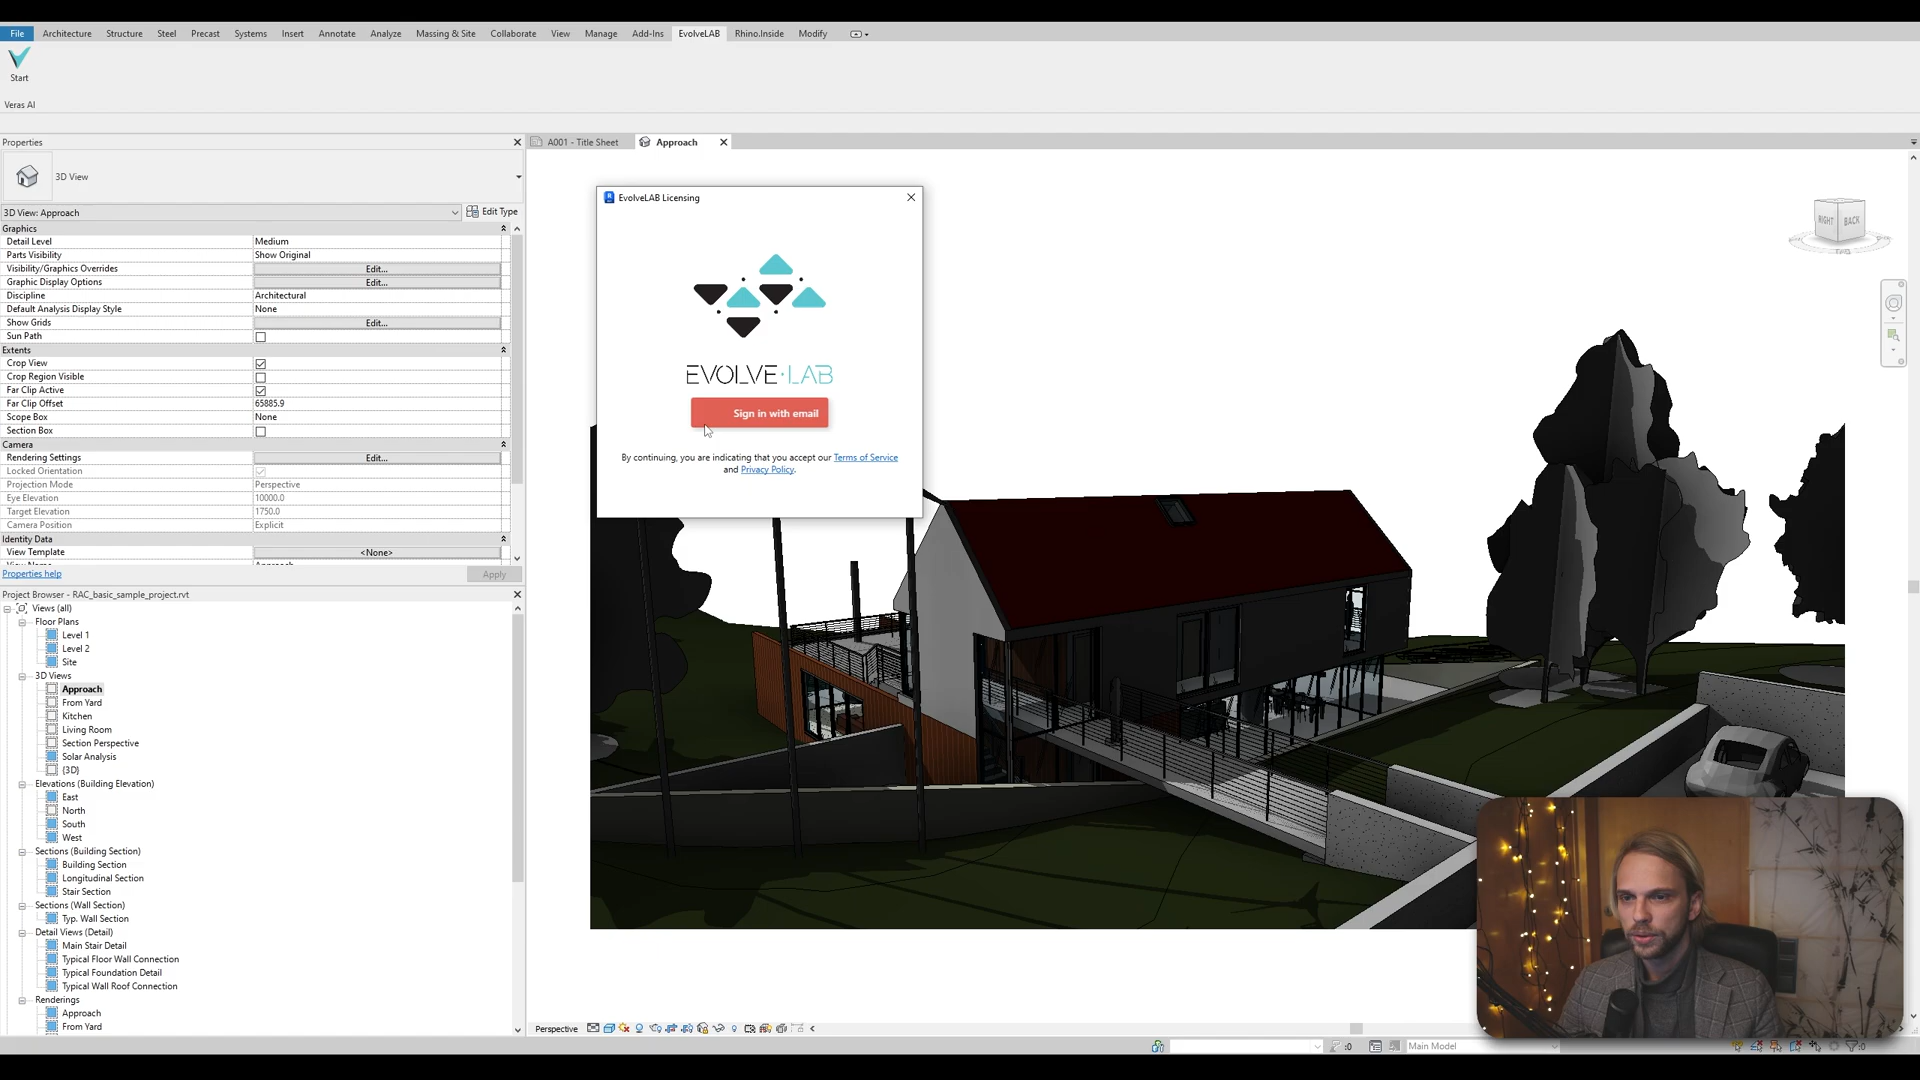 File Architecture Structure Steel Precast Systems Insert Annotate Analyze Massing & Site Collaborate View Manage Add-Ins EvolveLAB Rhino.Inside Modify
Start
Veras AI
Properties
3D View
3D View: Approach Edit Type
Graphics
Detail Level Medium
Parts Visibility Show Original
Visibility/Graphics Overrides Edit...
Graphic Display Options Edit...
Discipline Architectural
Default Analysis Display Style None
Show Grids Edit...
Sun Path
Extents
Crop View
Crop Region Visible
Far Clip Active
Far Clip Offset 65885.9
Scope Box None
Section Box
Camera
Rendering Settings Edit...
Locked Orientation
Projection Mode Perspective
Eye Elevation 10000.0
Target Elevation 1750.0
Camera Position Explicit
Identity Data
View Template <None>
Properties help Apply
Project Browser - RAC_basic_sample_project.rvt
Views (all)
Floor Plans
Level 1
Level 2
Site
3D Views
Approach
From Yard
Kitchen
Living Room
Section Perspective
Solar Analysis
{3D}
Elevations (Building Elevation)
East
North
South
West
Sections (Building Section)
Building Section
Longitudinal Section
Stair Section
Sections (Wall Section)
Typ. Wall Section
Detail Views (Detail)
Main Stair Detail
Typical Floor Wall Connection
Typical Foundation Detail
Typical Wall Roof Connection
Renderings
Approach
From Yard
A001 - Title Sheet Approach
EvolveLAB Licensing
EVOLVE·LAB
Sign in with email
By continuing, you are indicating that you accept our Terms of Service
and Privacy Policy.
RIGHT BACK
Perspective
:0 Main Model :0